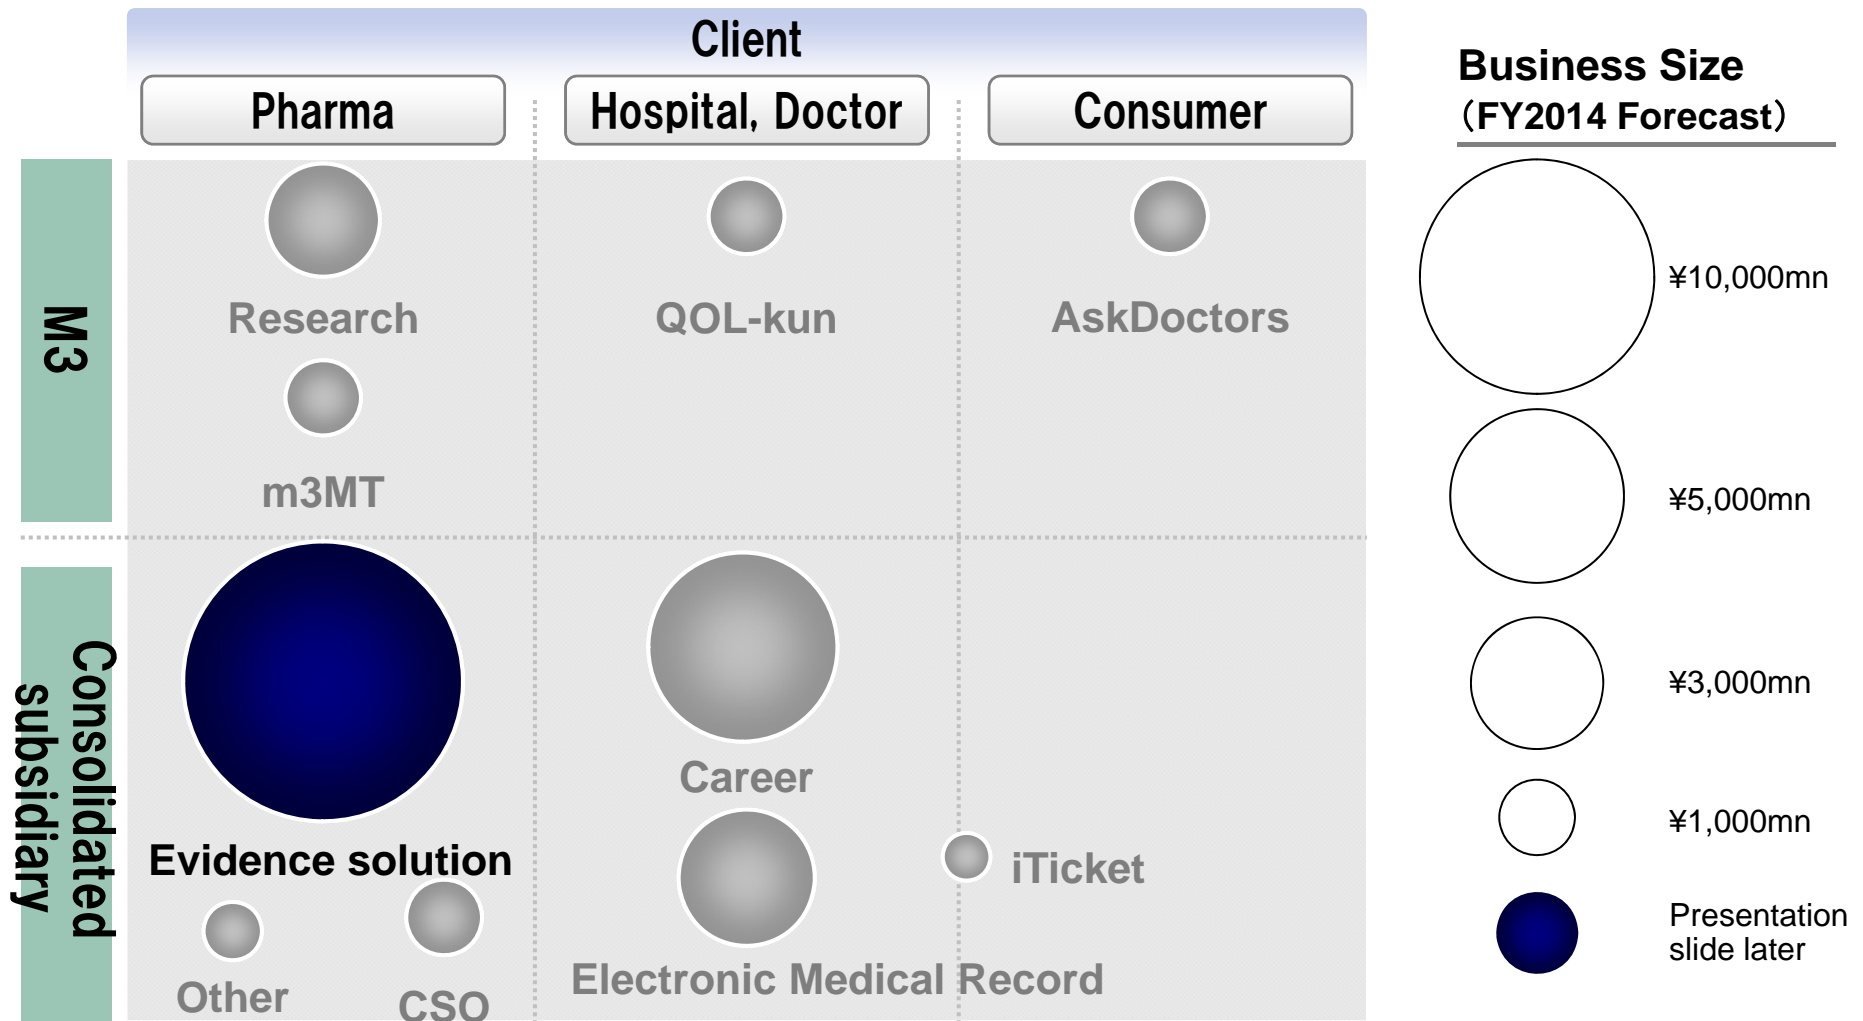 Client
Pharma
Hospital, Doctor
Consumer
Business Size
（FY2014 Forecast）
M3
Research
QOL-kun
AskDoctors
m3MT
Consolidated
subsidiary
Evidence solution
Career
iTicket
Other
CSO
Electronic Medical Record
¥10,000mn
¥5,000mn
¥3,000mn
¥1,000mn
Presentation
slide later